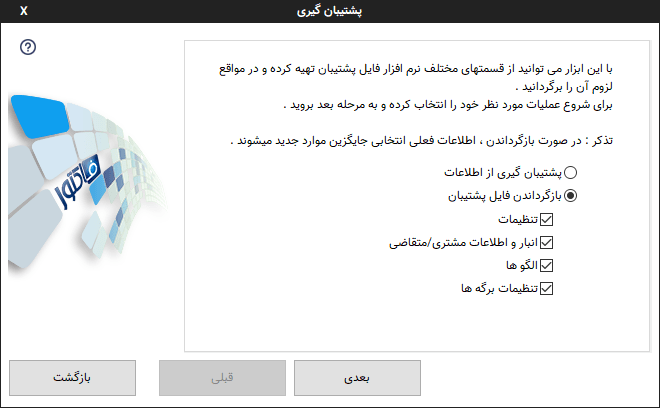 پشتیبان گیری
X
?
با این ابزار می توانید از قسمتهای مختلف نرم افزار فایل پشتیبان تهیه کرده و در مواقع
لزوم آن را برگردانید .
برای شروع عملیات مورد نظر خود را انتخاب کرده و به مرحله بعد بروید .
تذکر : در صورت بازگرداندن ، اطلاعات فعلی انتخابی جایگزین موارد جدید میشوند .
پشتیبان گیری از اطلاعات
بازگرداندن فایل پشتیبان
تنظیمات
انبار و اطلاعات مشتری/متقاضی
الگو ها
تنظیمات برگه ها
فاکتور
بعدی
قبلی
بازگشت